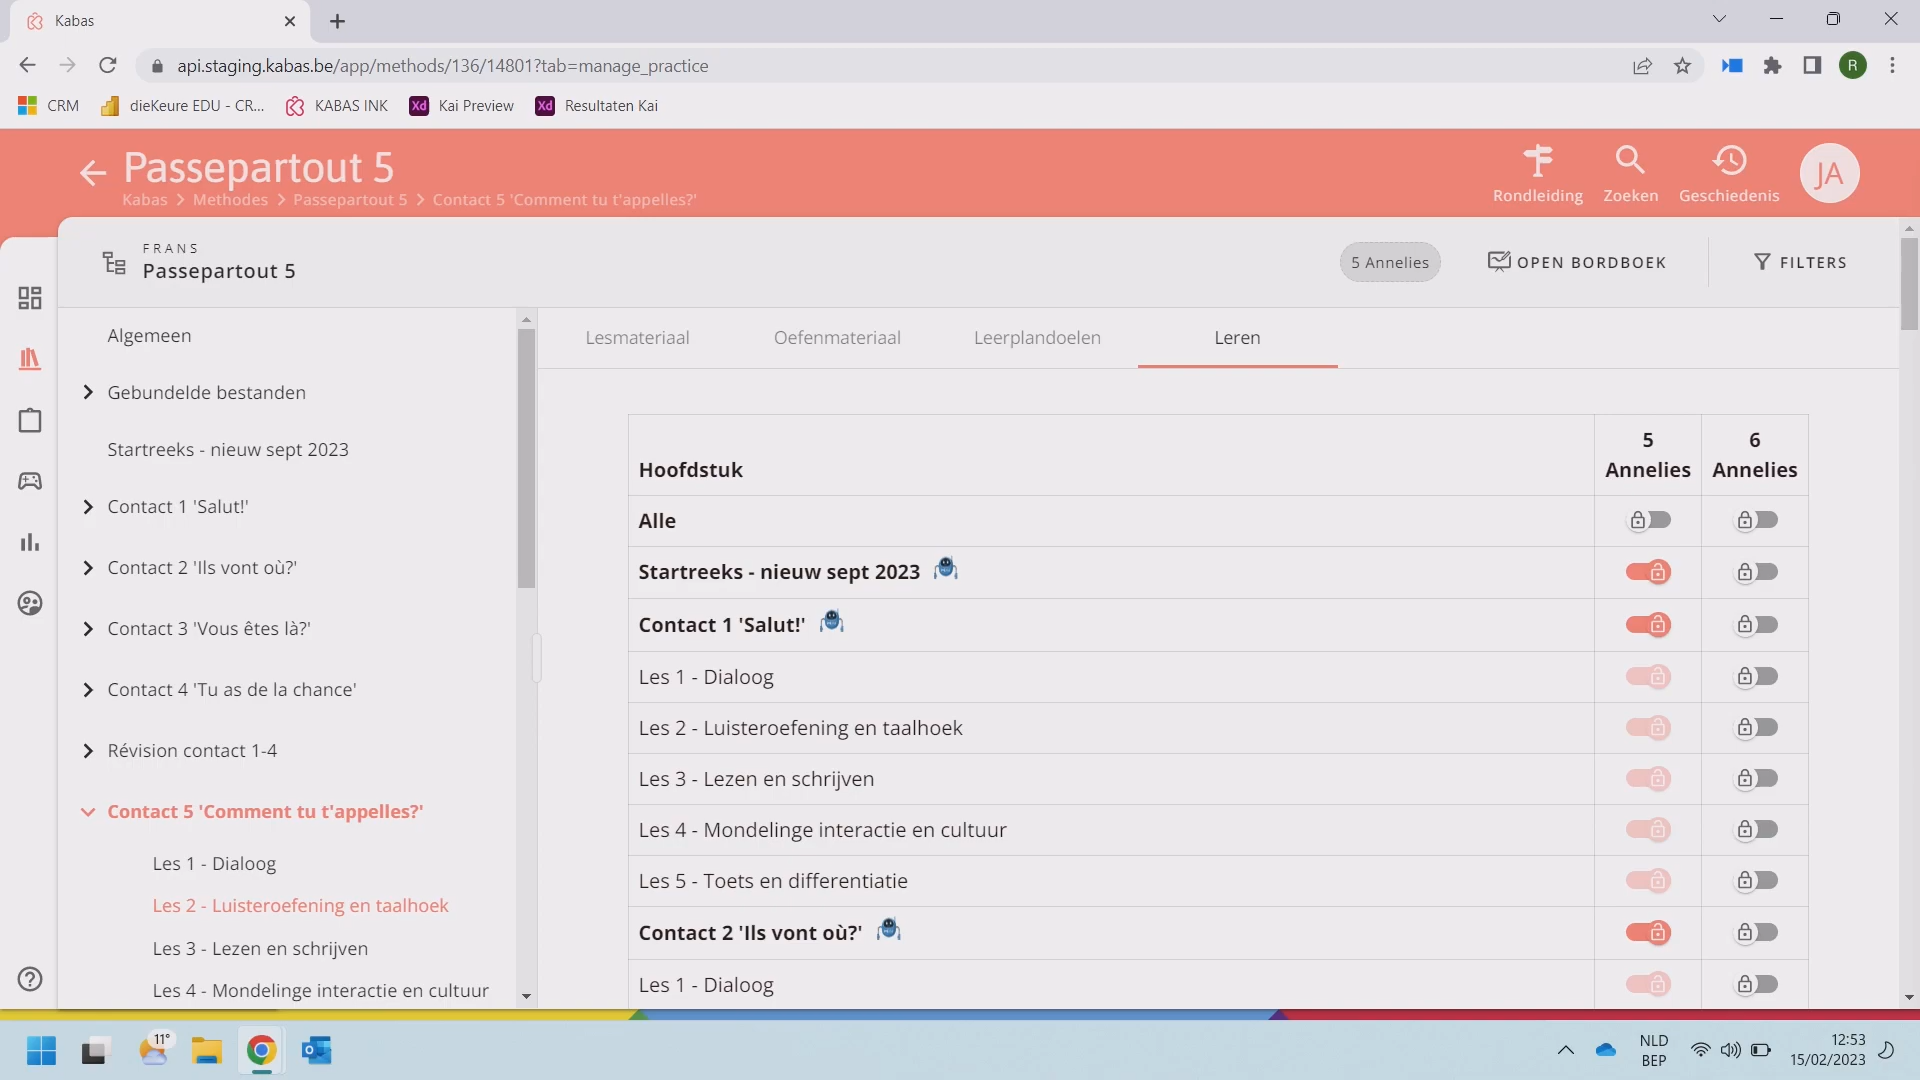 Kabas
api.staging.kabas.be/app/methods/136/14801?tab=manage_practice
R
CRM
dieKeure EDU - CR...
KABAS INK
Xd
Kai Preview
Xd
Resultaten Kai
Passepartout 5
Kabas > Methodes > Passepartout 5 > Contact 5 'Comment tu t'appelles?'
Rondleiding
Zoeken
Geschiedenis
JA
FRANS
Passepartout 5
5 Annelies
OPEN BORDBOEK
FILTERS
Algemeen
Gebundelde bestanden
Startreeks - nieuw sept 2023
Contact 1 'Salut!'
Contact 2 'Ils vont où?'
Contact 3 'Vous êtes là?'
Contact 4 'Tu as de la chance'
Révision contact 1-4
Contact 5 'Comment tu t'appelles?'
Les 1 - Dialoog
Les 2 - Luisteroefening en taalhoek
Les 3 - Lezen en schrijven
Les 4 - Mondelinge interactie en cultuur
Lesmateriaal
Oefenmateriaal
Leerplandoelen
Leren
Hoofdstuk
5
Annelies
6
Annelies
Alle
Startreeks - nieuw sept 2023
Contact 1 'Salut!'
Les 1 - Dialoog
Les 2 - Luisteroefening en taalhoek
Les 3 - Lezen en schrijven
Les 4 - Mondelinge interactie en cultuur
Les 5 - Toets en differentiatie
Contact 2 'Ils vont où?'
Les 1 - Dialoog
11°
NLD
BEP
12:53
15/02/2023